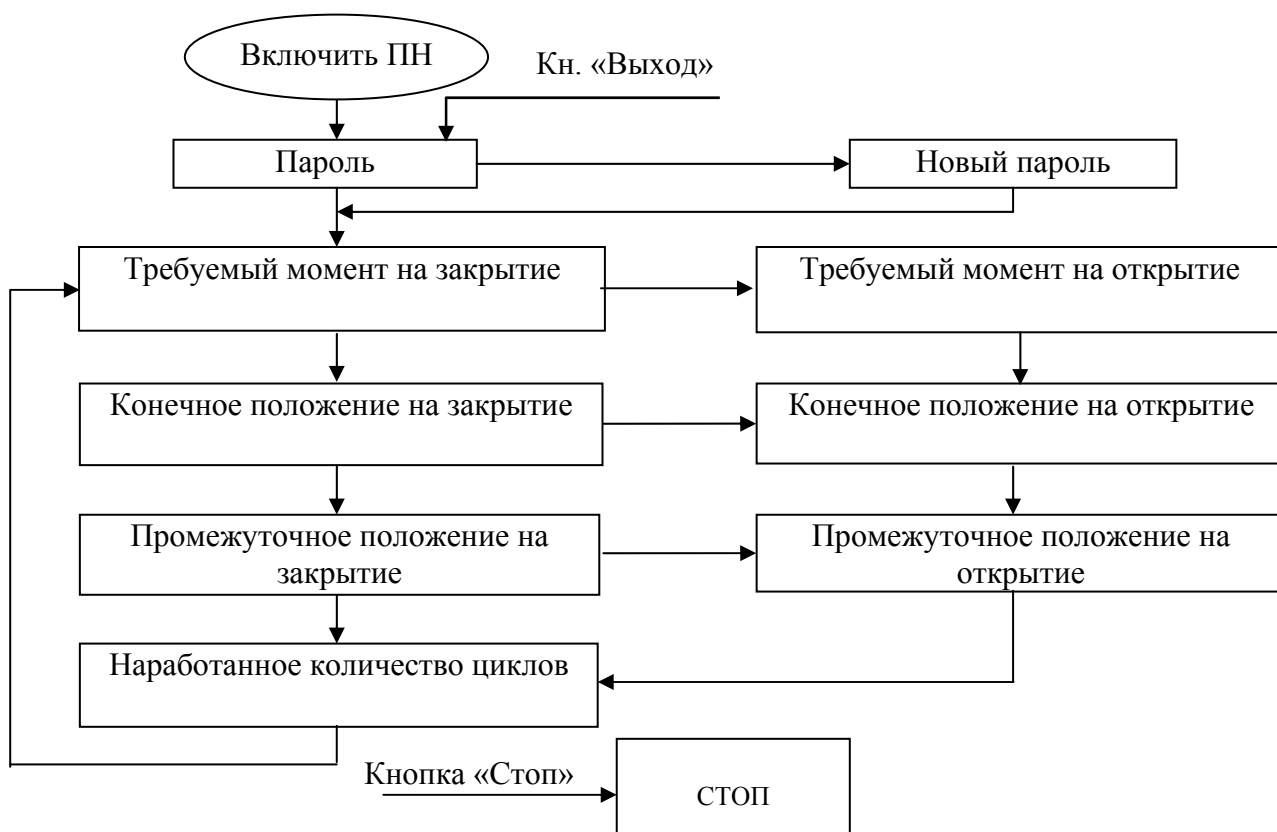 Включить ПН
Кн. «Выход»
Пароль
Новый пароль
Требуемый момент на закрытие
Требуемый момент на открытие
Конечное положение на закрытие
Конечное положение на открытие
Промежуточное положение на
закрытие
Промежуточное положение на
открытие
Наработанное количество циклов
Кнопка «Стоп»
СТОП